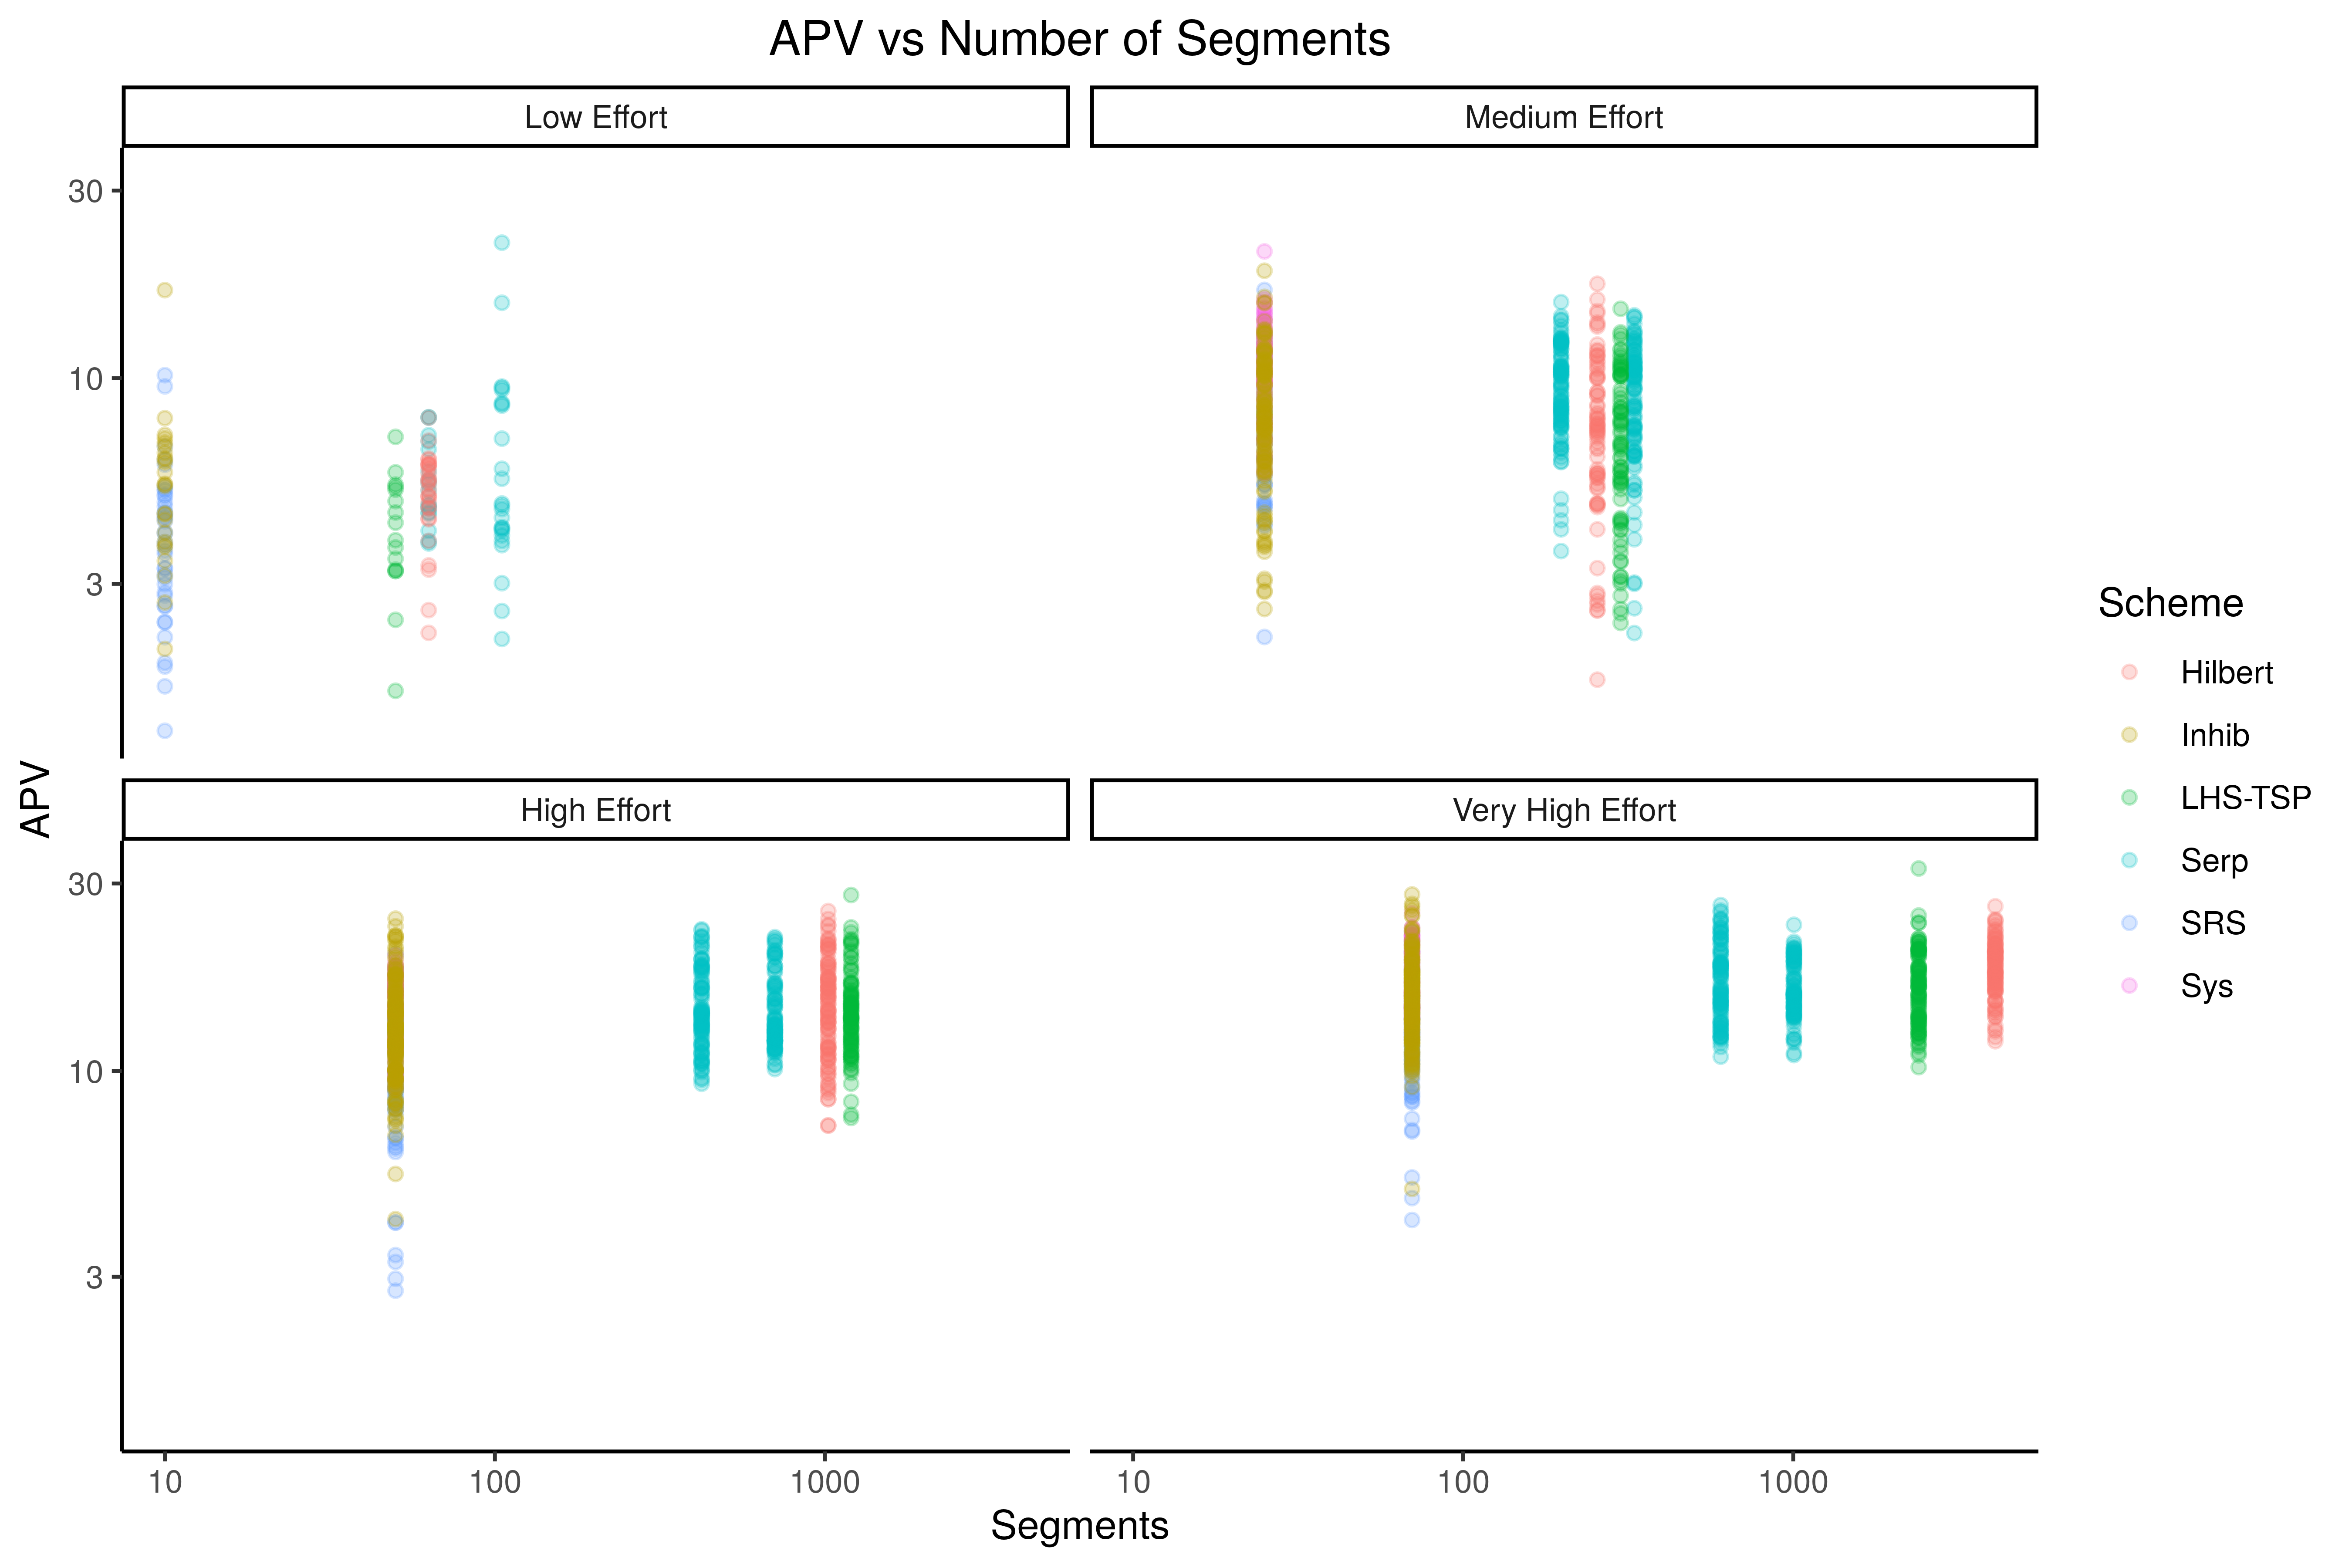 APV vs Number of Segments
Low Effort
Medium Effort
30
10
3
High Effort
Very High Effort
30
10
3
APV
10
100
1000
10
100
1000
Segments
Scheme
Hilbert
Inhib
LHS-TSP
Serp
SRS
Sys